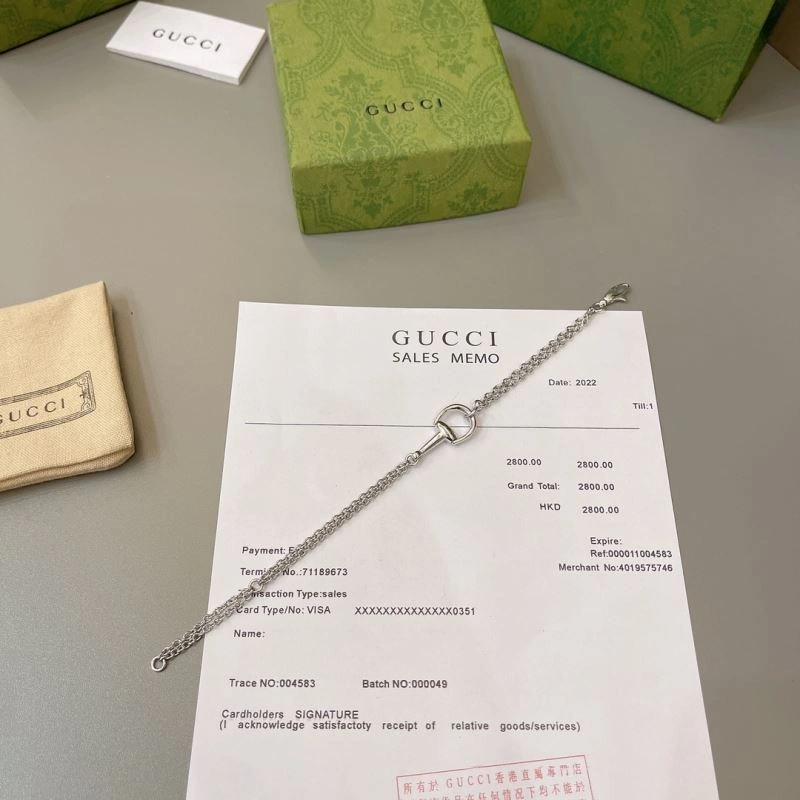 GUCCI
GUCCI
GUCCI
GUCCI
SALES MEMO
Date: 2022
Till:1
2800.00 2800.00
Grand Total: 2800.00
HKD 2800.00
Expire:
Payment:
Ref:000011004583
Merchant No:4019575746
No.:71189673
Type:sales
Card Type/No: VISA XXXXXXXXXXXXXX0351
Name:
Trace NO:004583 Batch NO:000049
Cardholders SIGNATURE
(I acknowledge satisfactoty receipt of relative goods/services)
所有於GUCCI香港直屬專門店